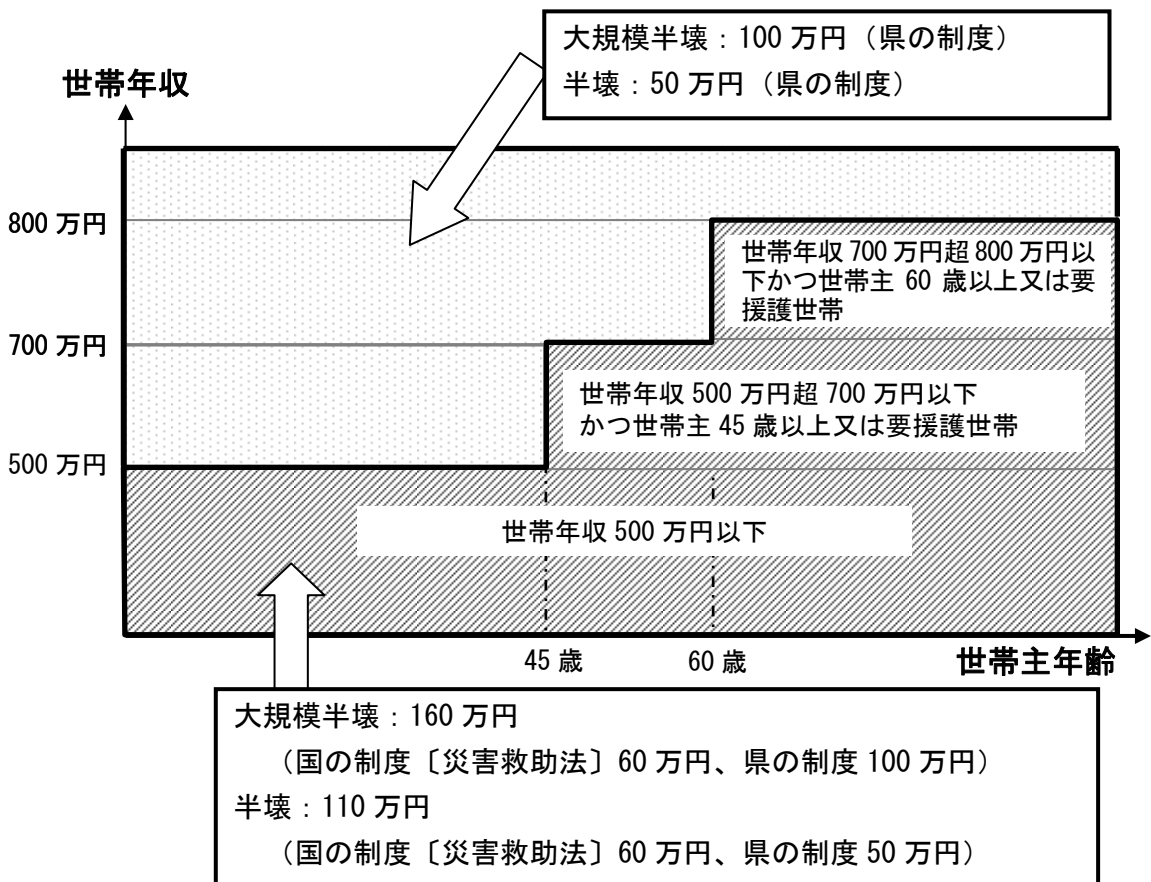 大規模半壊：100 万円（県の制度）
半壊：50 万円（県の制度）
世帯年収
800 万円
世帯年収 700 万円超 800 万円以
下かつ世帯主 60 歳以上又は要
援護世帯
700 万円
世帯年収 500 万円超 700 万円以下
かつ世帯主 45 歳以上又は要援護世帯
500 万円
世帯年収 500 万円以下
45 歳
60 歳
世帯主年齢
大規模半壊：160 万円
（国の制度〔災害救助法〕60 万円、県の制度 100 万円）
半壊：110 万円
（国の制度〔災害救助法〕60 万円、県の制度 50 万円）